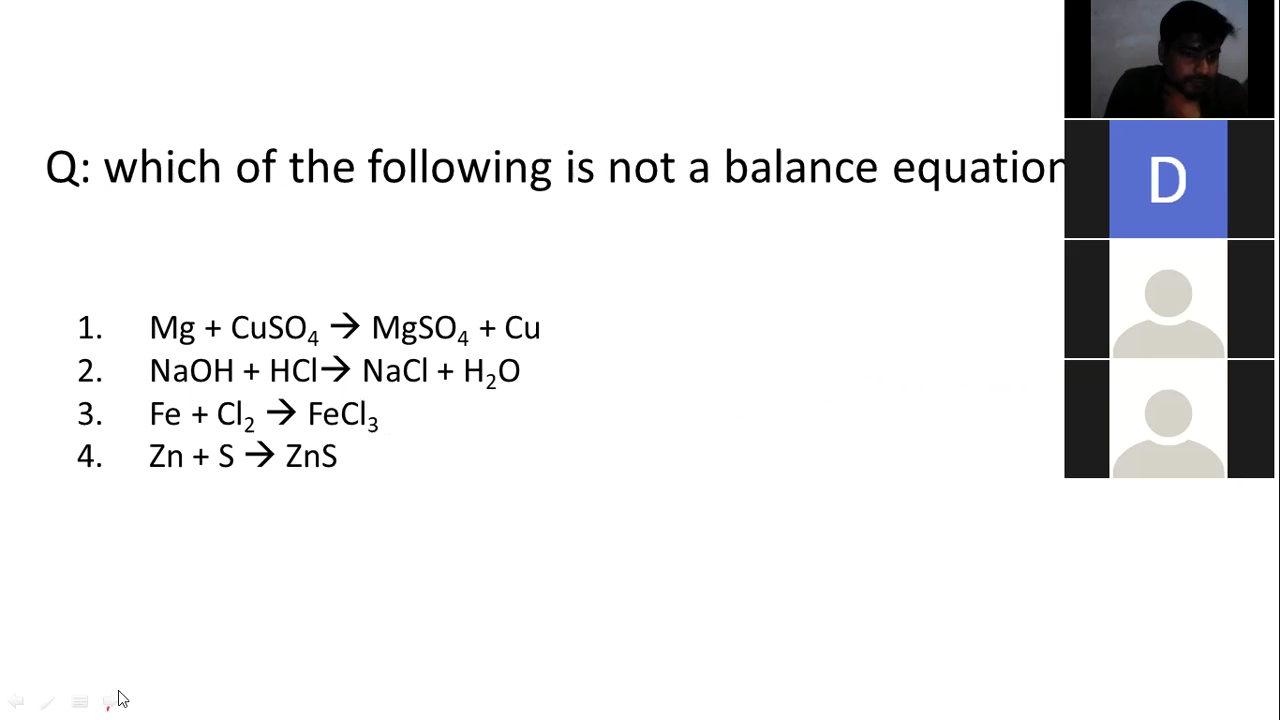 Q: which of the following is not a balance equation
1. Mg + CuSO₄ → MgSO₄ + Cu
2. NaOH + HCl→ NaCl + H₂O
3. Fe + Cl₂ → FeCl₃
4. Zn + S → ZnS
D